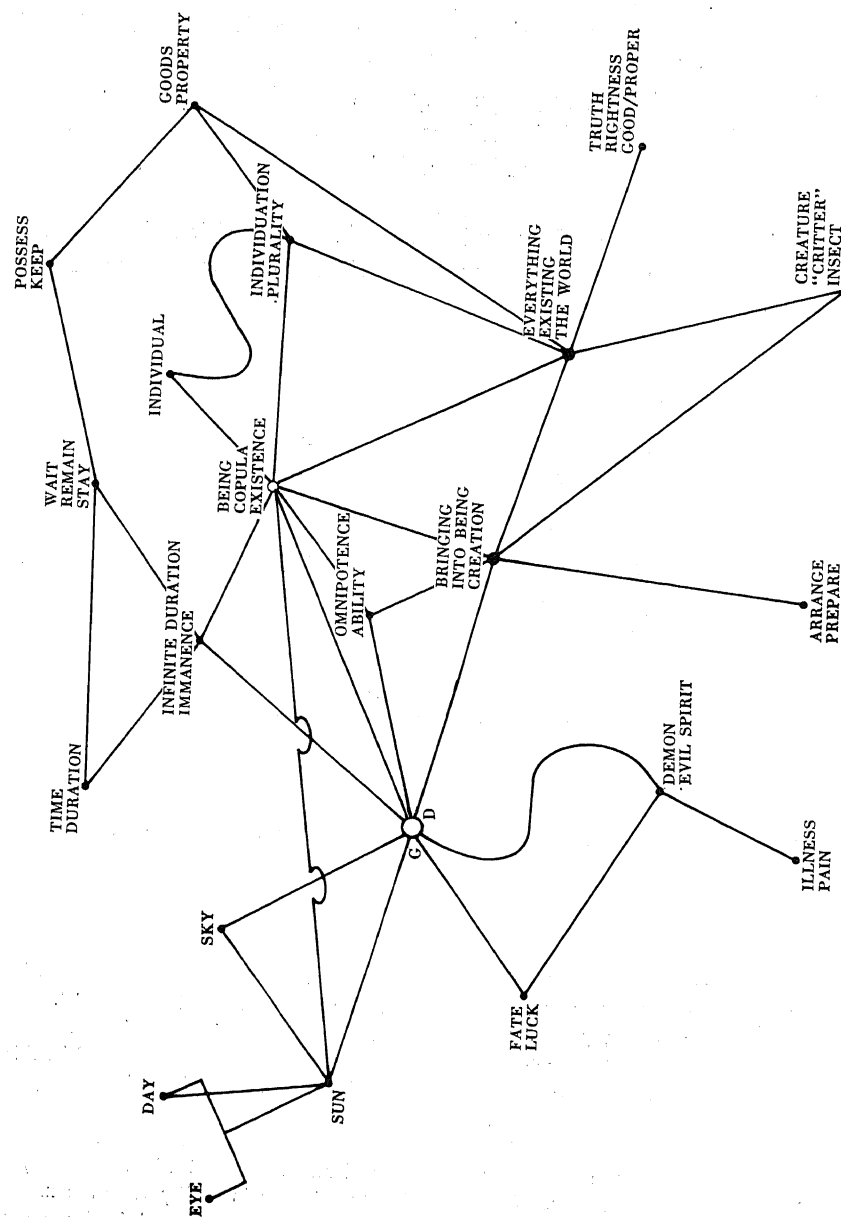 GOODS
PROPERTY
POSSESS
KEEP
TRUTH
RIGHTNESS
GOOD/PROPER
INDIVIDUATION
PLURALITY
CREATURE
"CRITTER"
INSECT
EVERYTHING
EXISTING
THE WORLD
INDIVIDUAL
WAIT
REMAIN
STAY
BEING
COPULA
EXISTENCE
BRINGING
INTO BEING
CREATION
OMNIPOTENCE
ABILITY
ARRANGE
PREPARE
INFINITE DURATION
IMMANENCE
TIME
DURATION
DEMON
EVIL SPIRIT
G D
ILLNESS
PAIN
SKY
FATE
LUCK
DAY
SUN
EYE